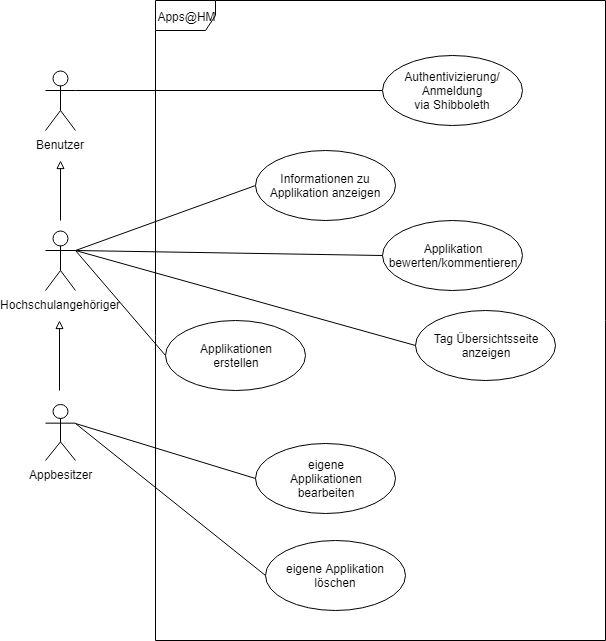 Apps@HM
Authentivizierung/
Anmeldung
via Shibboleth
Benutzer
Informationen zu
Applikation anzeigen
Applikation
bewerten/kommentieren
Hochschulangehöriger
Tag Übersichtsseite
anzeigen
Applikationen
erstellen
Appbesitzer
eigene
Applikationen
bearbeiten
eigene Applikation
löschen